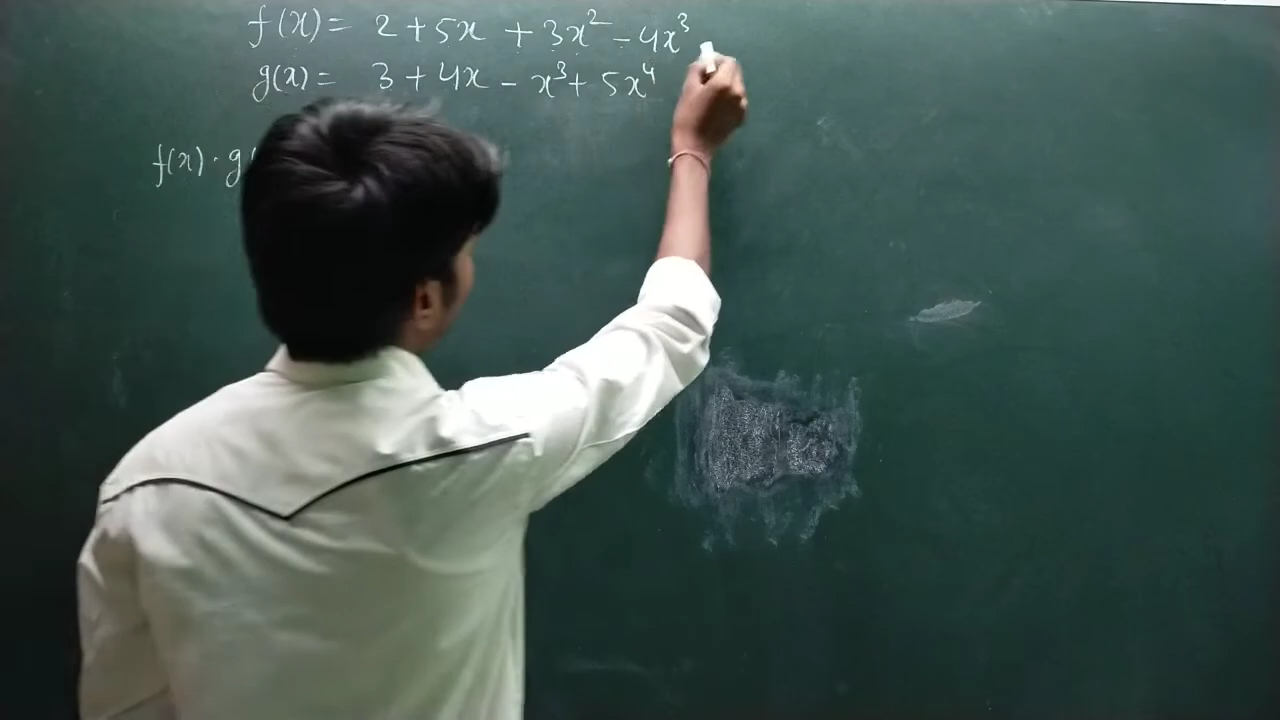 f(x) = 2 + 5x + 3x² - 4x³
g(x) = 3 + 4x - x³ + 5x⁴
f(x) · g